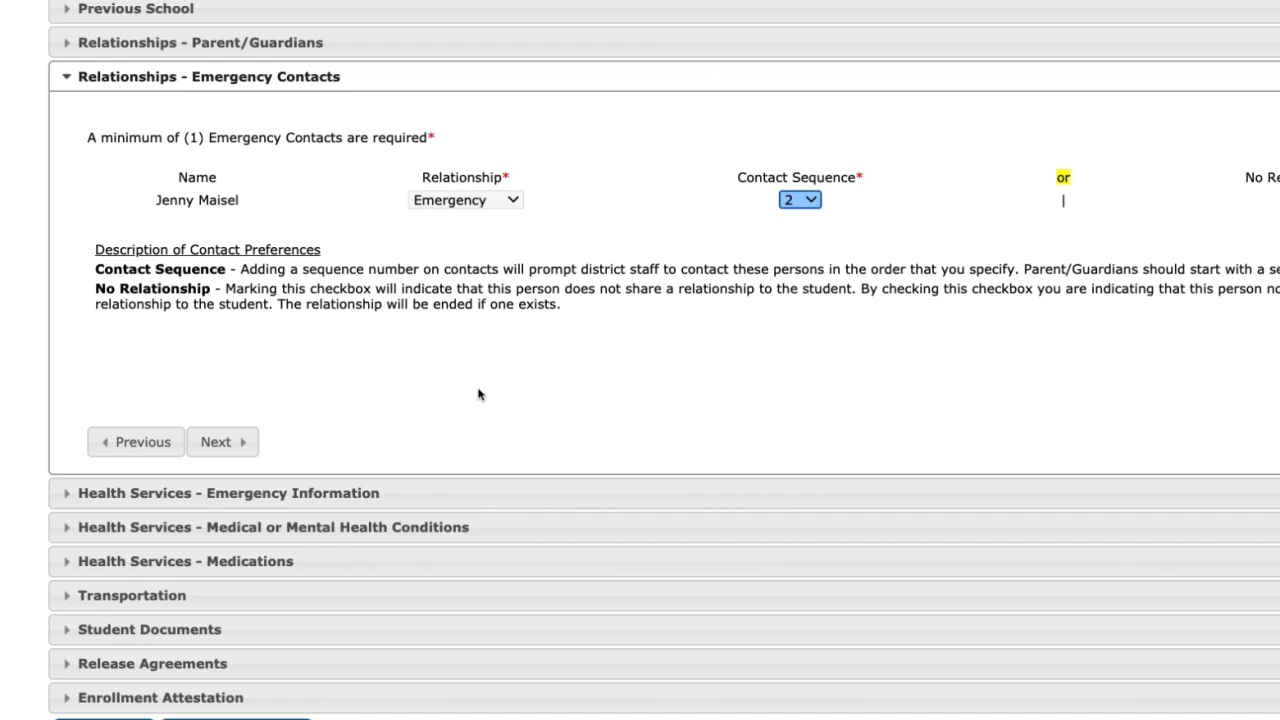 Previous School
Relationships - Parent/Guardians
Relationships - Emergency Contacts
A minimum of (1) Emergency Contacts are required*
Name Relationship* Contact Sequence* or No
Jenny Maisel Emergency 2 |
Description of Contact Preferences
Contact Sequence - Adding a sequence number on contacts will prompt district staff to contact these persons in the order that you specify. Parent/Guardians should start with a
No Relationship - Marking this checkbox will indicate that this person does not share a relationship to the student. By checking this checkbox you are indicating that this person
relationship to the student. The relationship will be ended if one exists.
Previous Next
Health Services - Emergency Information
Health Services - Medical or Mental Health Conditions
Health Services - Medications
Transportation
Student Documents
Release Agreements
Enrollment Attestation